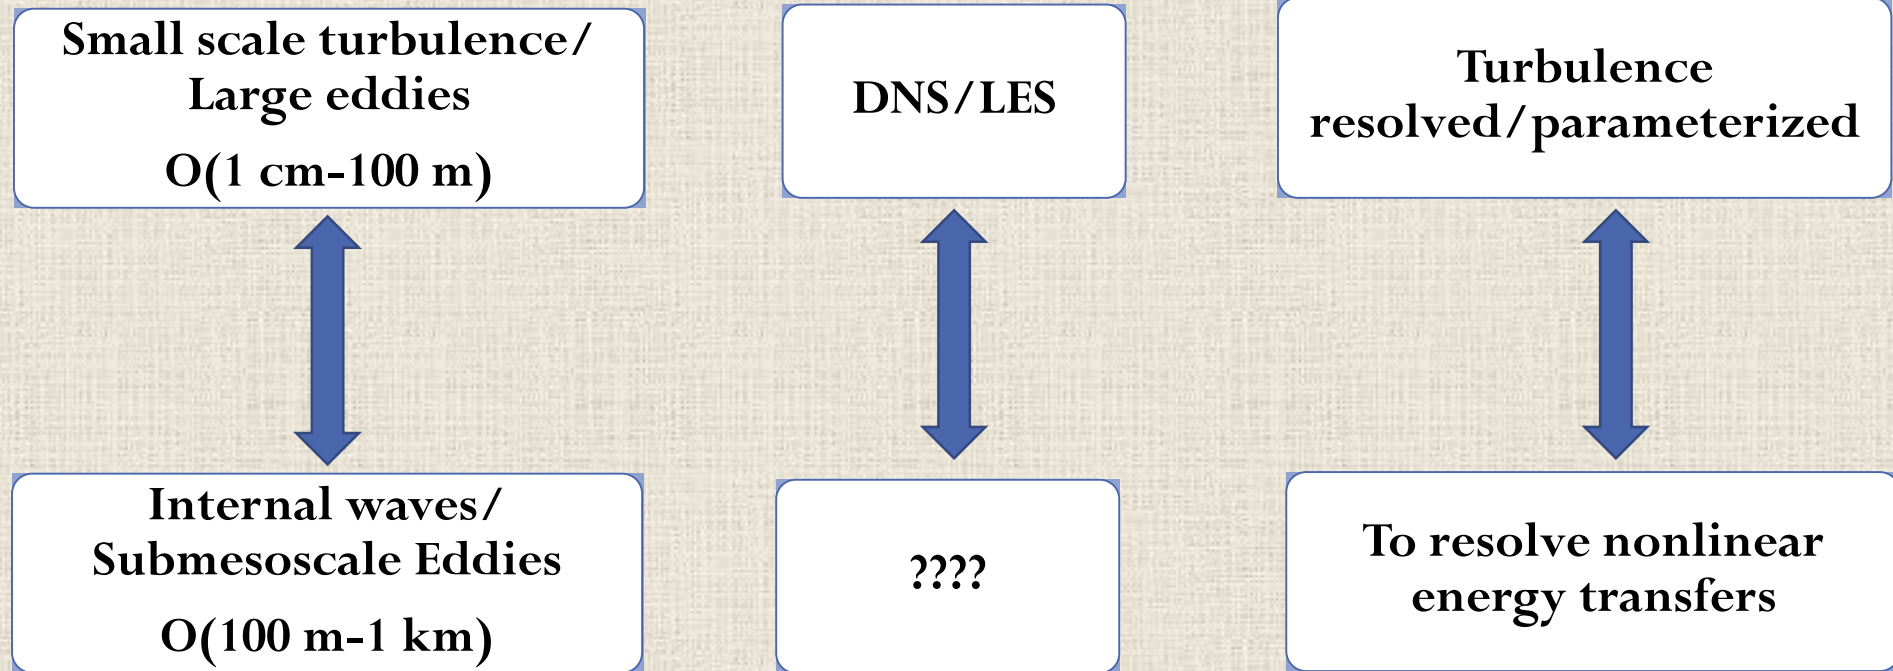 Small scale turbulence/
Large eddies
O(1 cm-100 m)
DNS/LES
Turbulence
resolved/parameterized
Internal waves/
Submesoscale Eddies
O(100 m-1 km)
????
To resolve nonlinear
energy transfers